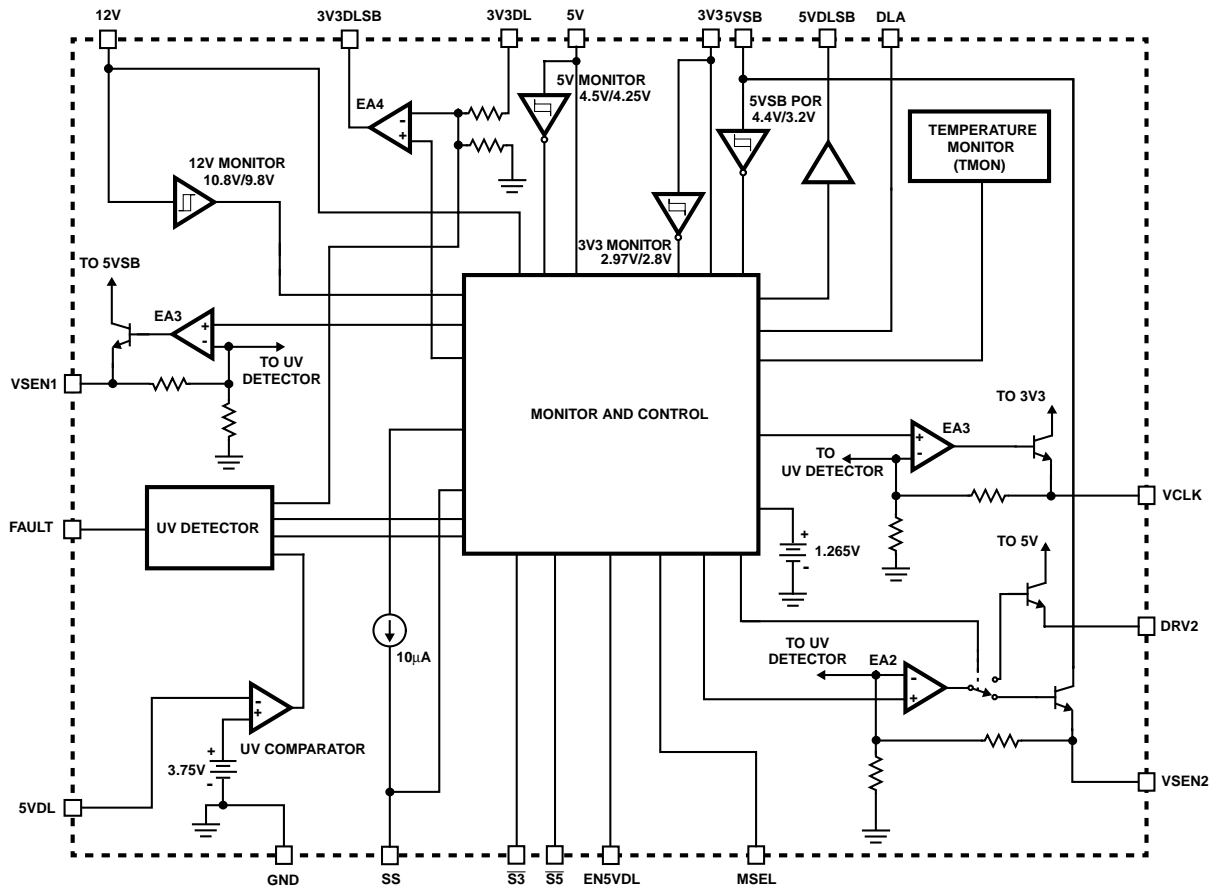 12V
3V3DLSB
3V3DL
5V
3V3
5VSB
5VDLSB
DLA
EA4
-
+
5V MONITOR
4.5V/4.25V
5VSB POR
4.4V/3.2V
TEMPERATURE
MONITOR
(TMON)
12V MONITOR
10.8V/9.8V
3V3 MONITOR
2.97V/2.8V
TO 5VSB
EA3
+
-
TO UV
DETECTOR
VSEN1
MONITOR AND CONTROL
TO 3V3
EA3
+
-
TO
UV DETECTOR
VCLK
FAULT
UV DETECTOR
+
1.265V
-
TO 5V
DRV2
10µA
TO UV
DETECTOR
EA2
-
+
-
+
UV COMPARATOR
+
3.75V
-
5VDL
VSEN2
GND
SS
S3
S5
EN5VDL
MSEL